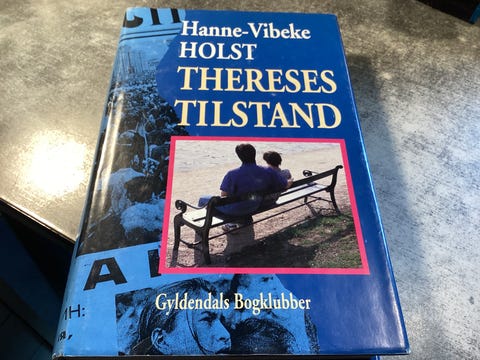 Hanne-Vibeke
HOLST
THERESES
TILSTAND
Gyldendals Bogklubber